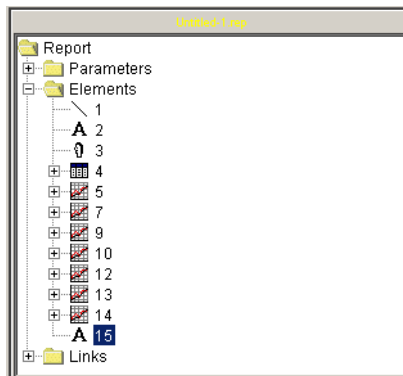 Untitled-1.rep
Report
Parameters
Elements
1
A 2
3
4
5
7
9
10
12
13
14
A 15
Links